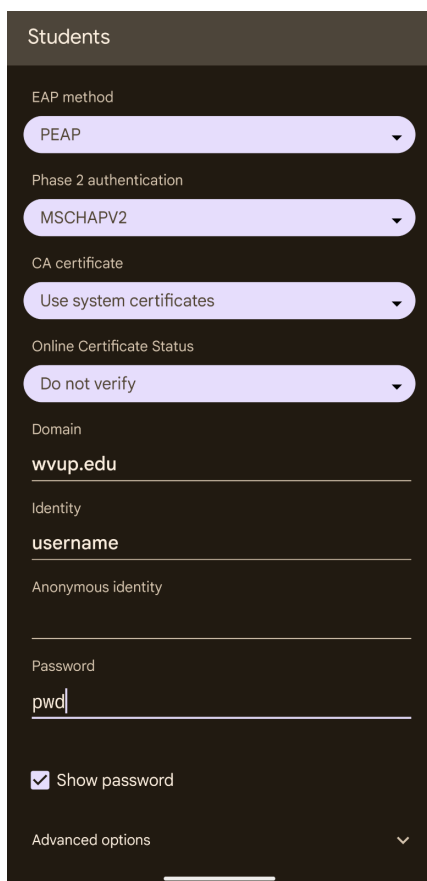 Students
EAP method
PEAP
Phase 2 authentication
MSCHAPV2
CA certificate
Use system certificates
Online Certificate Status
Do not verify
Domain
wvup.edu
Identity
username
Anonymous identity
Password
pwd
Show password
Advanced options